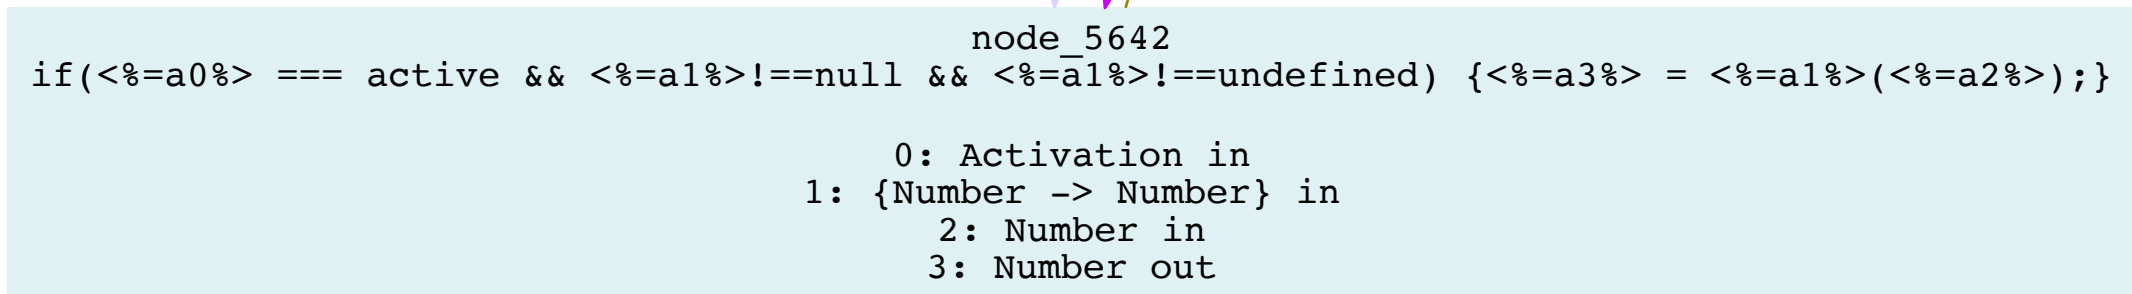 node_5642
if(<%=a0%> === active && <%=a1%>!==null && <%=a1%>!==undefined) {<%=a3%> = <%=a1%>(<%=a2%>);}
0: Activation in
1: {Number -> Number} in
2: Number in
3: Number out